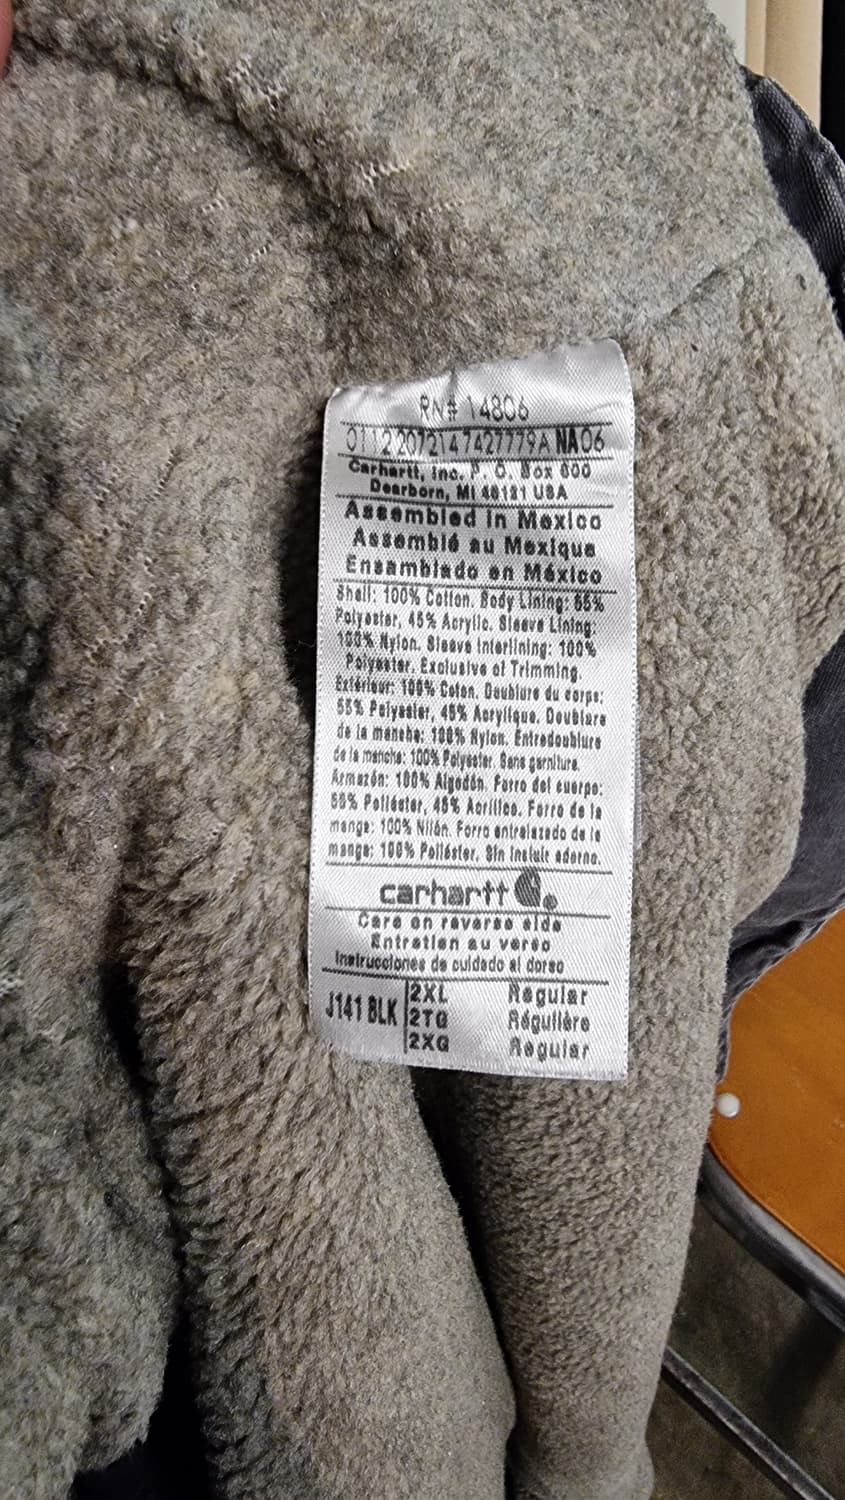 RN# 14806
0112207214 7427779A NA06
Carhartt, Inc. P. O. Box 600
Dearborn, MI 48121 USA
Assembled in Mexico
Assemblé au Mexique
Ensamblado en México
Shell: 100% Cotton. Body Lining: 55%
Polyester, 45% Acrylic. Sleeve Lining:
100% Nylon. Sleeve Interlining: 100%
Polyester, Exclusive of Trimming.
Extérieur: 100% Coton. Doublure du corps:
55% Polyester, 45% Acrylique. Doublure
de la manche: 100% Nylon. Entredoublure
de la manche: 100% Polyester. Sans garniture.
Armazón: 100% Algodón. Forro del cuerpo:
55% Poliéster, 45% Acrílico. Forro de la
manga: 100% Nilón. Forro entrelazado de la
manga: 100% Poliéster. Sin incluir adorno.
carhartt
Care on reverse side
Entretien au verso
Instrucciones de cuidado al dorso
J141 BLK 2XL Regular
2TG Régulière
2XG Regular